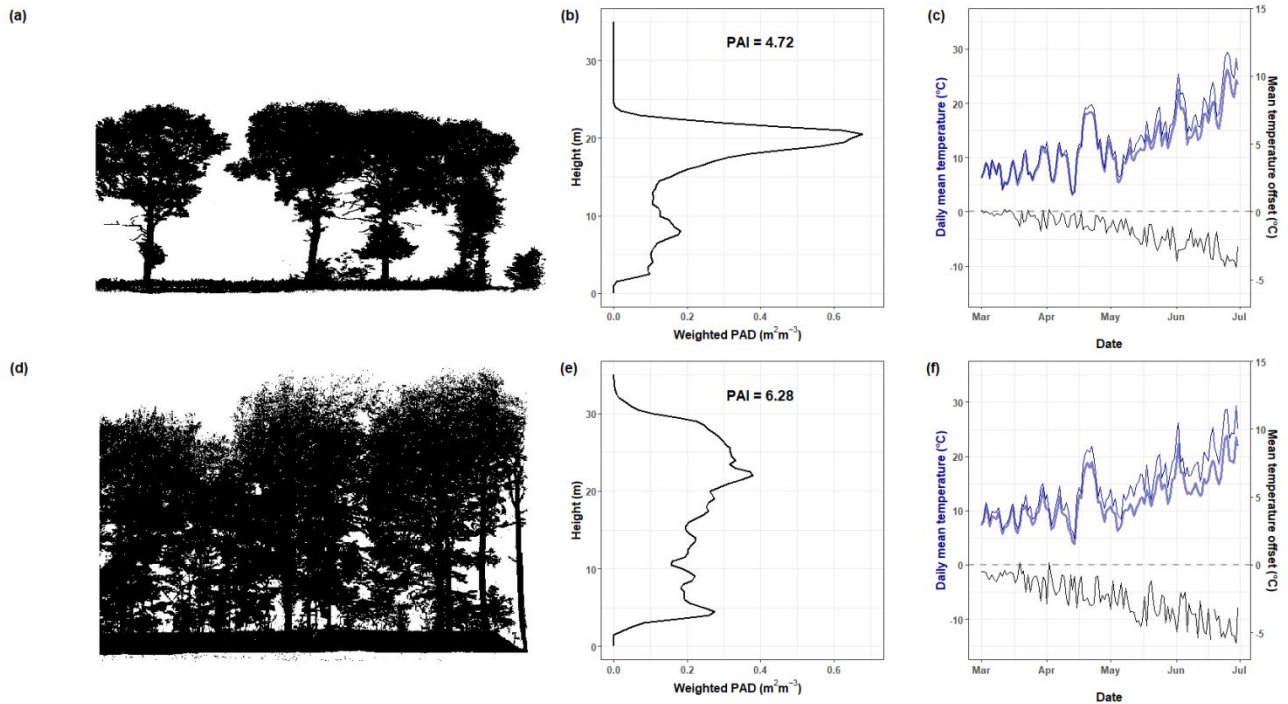 (a)
(b)
PAI = 4.72
Height (m)
30
20
10
0
0.0 0.2 0.4 0.6
Weighted PAD (m²m⁻³)
(c)
Daily mean temperature (°C)
30
20
10
0
-10
Mean temperature offset (°C)
15
10
5
0
-5
Mar Apr May Jun Jul
Date
(d)
(e)
PAI = 6.28
Height (m)
30
20
10
0
0.0 0.2 0.4 0.6
Weighted PAD (m²m⁻³)
(f)
Daily mean temperature (°C)
30
20
10
0
-10
Mean temperature offset (°C)
15
10
5
0
-5
Mar Apr May Jun Jul
Date